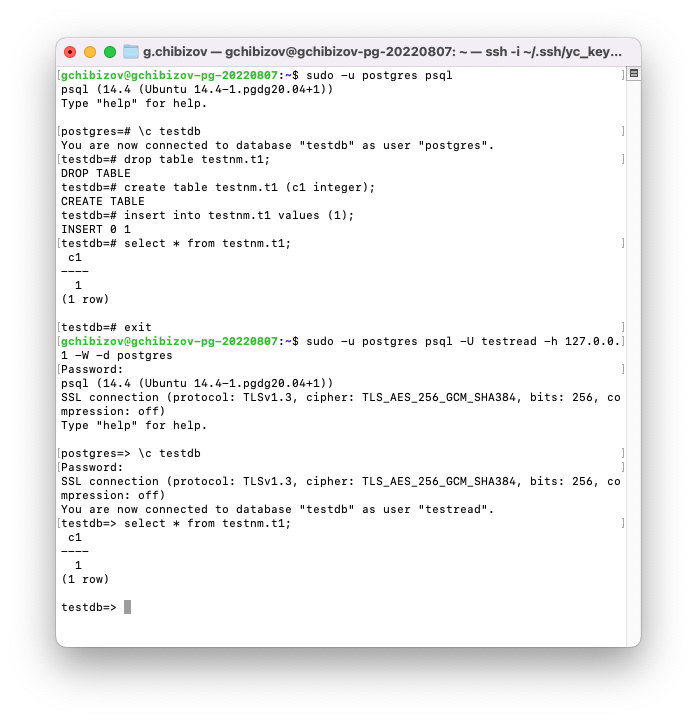 g.chibizov — gchibizov@gchibizov-pg-20220807: ~ — ssh -i ~/.ssh/yc_key...
[gchibizov@gchibizov-pg-20220807:~$ sudo -u postgres psql ]
psql (14.4 (Ubuntu 14.4-1.pgdg20.04+1))
Type "help" for help.
[postgres=# \c testdb ]
You are now connected to database "testdb" as user "postgres".
[testdb=# drop table testnm.t1; ]
DROP TABLE
testdb=# create table testnm.t1 (c1 integer);
CREATE TABLE
testdb=# insert into testnm.t1 values (1);
INSERT 0 1
[testdb=# select * from testnm.t1; ]
c1
----
1
(1 row)
[testdb=# exit ]
[gchibizov@gchibizov-pg-20220807:~$ sudo -u postgres psql -U testread -h 127.0.0.]
1 -W -d postgres
[Password: ]
psql (14.4 (Ubuntu 14.4-1.pgdg20.04+1))
SSL connection (protocol: TLSv1.3, cipher: TLS_AES_256_GCM_SHA384, bits: 256, co
mpression: off)
Type "help" for help.
[postgres=> \c testdb ]
[Password: ]
SSL connection (protocol: TLSv1.3, cipher: TLS_AES_256_GCM_SHA384, bits: 256, co
mpression: off)
You are now connected to database "testdb" as user "testread".
[testdb=> select * from testnm.t1; ]
c1
----
1
(1 row)
testdb=>